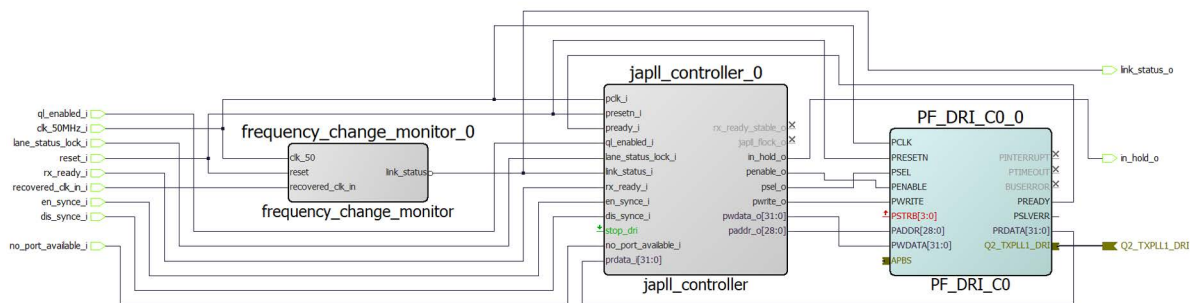 ql_enabled_i
clk_50MHz_i
lane_status_lock_i
reset_i
rx_ready_i
recovered_clk_in_i
en_synce_i
dis_synce_i
no_port_available_i
frequency_change_monitor_0
clk_50
reset
recovered_clk_in
link_status
frequency_change_monitor
japll_controller_0
pclk_i
presetn_i
pready_i
ql_enabled_i
lane_status_lock_i
link_status_i
rx_ready_i
en_synce_i
dis_synce_i
stop_dri
no_port_available_i
prdata_i[31:0]
rx_ready_stable_o
japll_flock_o
in_hold_o
penable_o
psel_o
pwrite_o
pwdata_o[31:0]
paddr_o[28:0]
japll_controller
PF_DRI_C0_0
PCLK
PRESETN
PSEL
PENABLE
PWRITE
PSTRB[3:0]
PADDR[28:0]
PWDATA[31:0]
APBS
PINTERRUPT
PTIMEOUT
BUSERROR
PREADY
PSLVERR
PRDATA[31:0]
Q2_TXPLL1_DRI
PF_DRI_C0
link_status_o
in_hold_o
Q2_TXPLL1_DRI